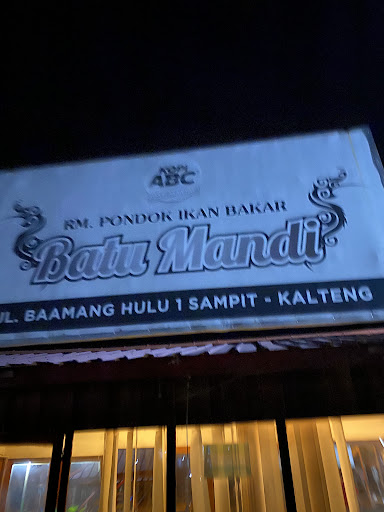 KOPI
ABC
RM. PONDOK IKAN BAKAR
Batu Mandi
JL. BAAMANG HULU 1 SAMPIT - KALTENG